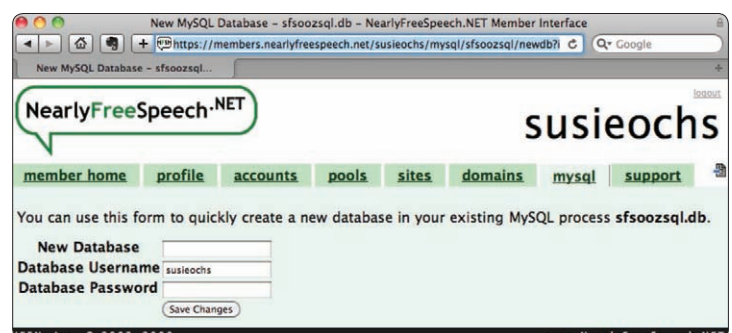 New MySQL Database – sfsoozsql.db – NearlyFreeSpeech.NET Member Interface
https://members.nearlyfreespeech.net/susieochs/mysql/sfsoozsql/newdb?i
Google
New MySQL Database – sfsoozsql...
NearlyFreeSpeech.NET
logout
susieochs
member home profile accounts pools sites domains mysql support
You can use this form to quickly create a new database in your existing MySQL process sfsoozsql.db.
New Database
Database Username susieochs
Database Password
Save Changes